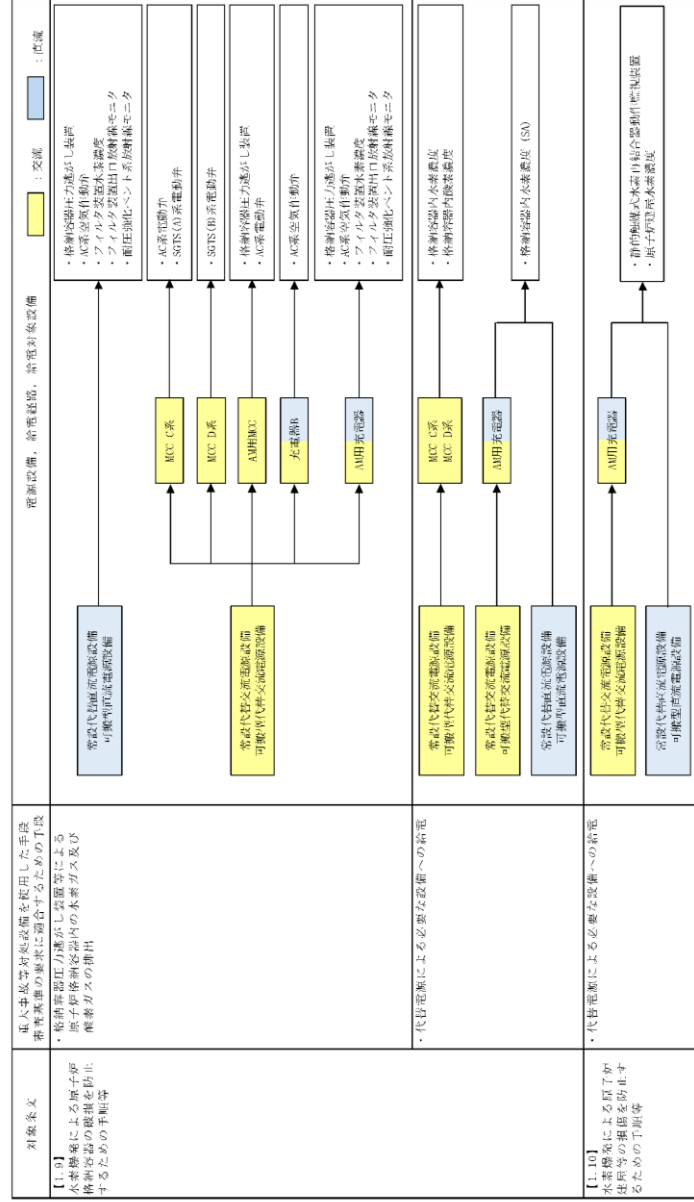 対象条文
重大事故等対処設備を使用した手段
審査基準の要求に適合するための手段
電源設備，給電経路，給電対象設備
：交流
：直流
【1.9】
水素爆発による原子炉
格納容器の破損を防止
するための手順等
・格納容器圧力逃がし装置等による
原子炉格納容器内の水素ガス及び
酸素ガスの排出
常設代替直流電源設備
可搬型直流電源設備
・格納容器圧力逃がし装置
・AC系空気作動弁
・フィルタ装置水素濃度
・フィルタ装置出口放射線モニタ
・耐圧強化ベント系放射線モニタ
常設代替交流電源設備
可搬型代替交流電源設備
MCC C系
・AC系電動弁
・SGTS(A)系電動弁
MCC D系
・SGTS(B)系電動弁
AM用MCC
・格納容器圧力逃がし装置
・AC系電動弁
充電器B
・AC系空気作動弁
AM用充電器
・格納容器圧力逃がし装置
・AC系空気作動弁
・フィルタ装置水素濃度
・フィルタ装置出口放射線モニタ
・耐圧強化ベント系放射線モニタ
・代替電源による必要な設備への給電
常設代替交流電源設備
可搬型代替交流電源設備
MCC C系
MCC D系
・格納容器内水素濃度
・格納容器内酸素濃度
常設代替交流電源設備
可搬型代替交流電源設備
AM用充電器
常設代替直流電源設備
可搬型直流電源設備
・格納容器内水素濃度 (SA)
【1.10】
水素爆発による原子炉
建屋等の損傷を防止す
るための手順等
・代替電源による必要な設備への給電
常設代替交流電源設備
可搬型代替交流電源設備
AM用充電器
常設代替直流電源設備
可搬型直流電源設備
・静的触媒式水素再結合器動作監視装置
・原子炉建屋水素濃度